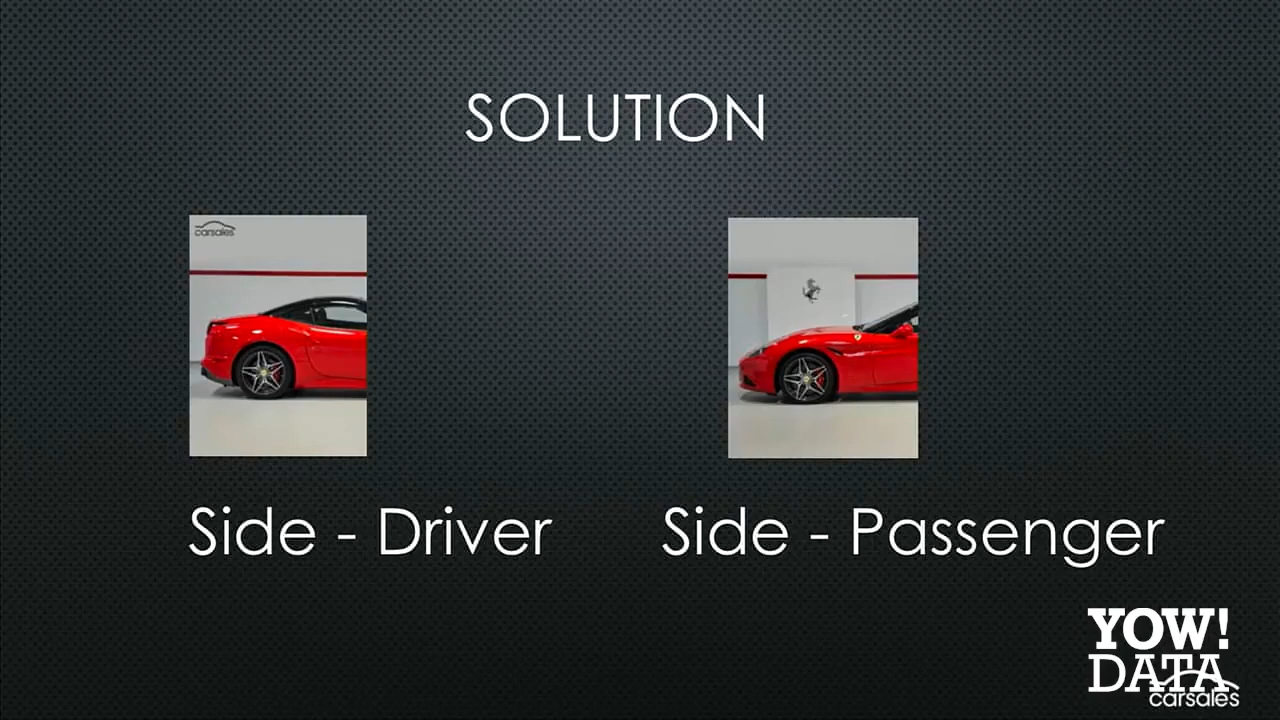 SOLUTION
carsales
Side - Driver
Side - Passenger
YOW!
DATA
carsales